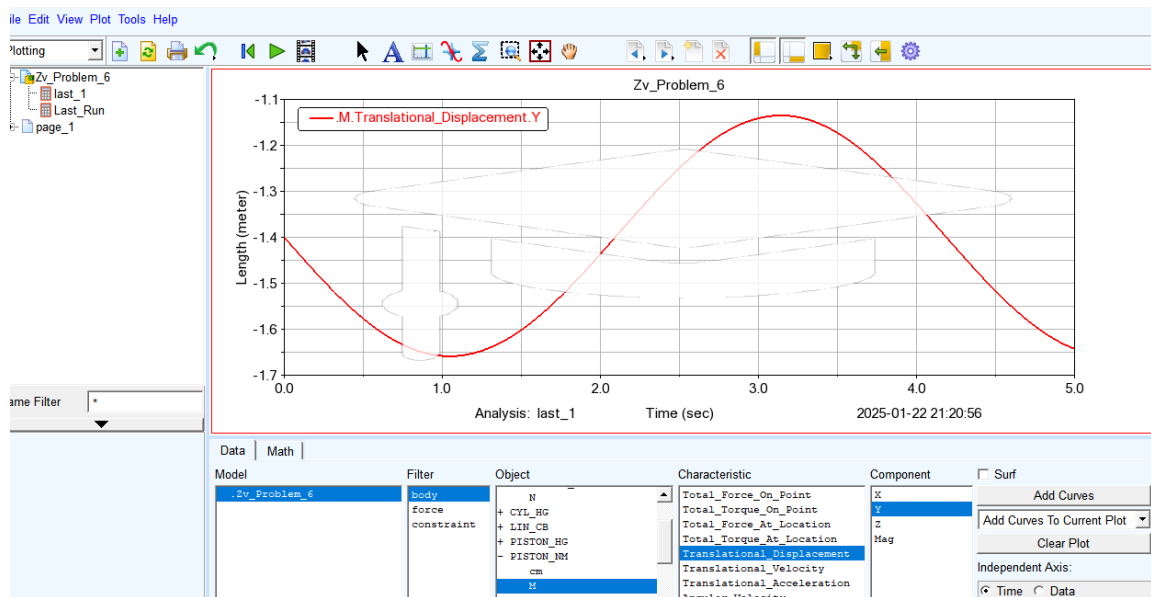 ile Edit View Plot Tools Help
Plotting
Zv_Problem_6
last_1
Last_Run
page_1
ame Filter *
Zv_Problem_6
.M.Translational_Displacement.Y
Length (meter)
-1.1
-1.2
-1.3
-1.4
-1.5
-1.6
-1.7
0.0 1.0 2.0 3.0 4.0 5.0
Analysis: last_1 Time (sec) 2025-01-22 21:20:56
Data Math
Model Filter Object Characteristic Component Surf
.Zv_Problem_6 body N Total_Force_On_Point X Add Curves
force + CYL_HG Total_Torque_On_Point Y
constraint + LIN_CB Total_Force_At_Location Z Add Curves To Current Plot
+ PISTON_HG Total_Torque_At_Location Mag
- PISTON_NM Translational_Displacement Clear Plot
cm Translational_Velocity Independent Axis:
M Translational_Acceleration
Time Data